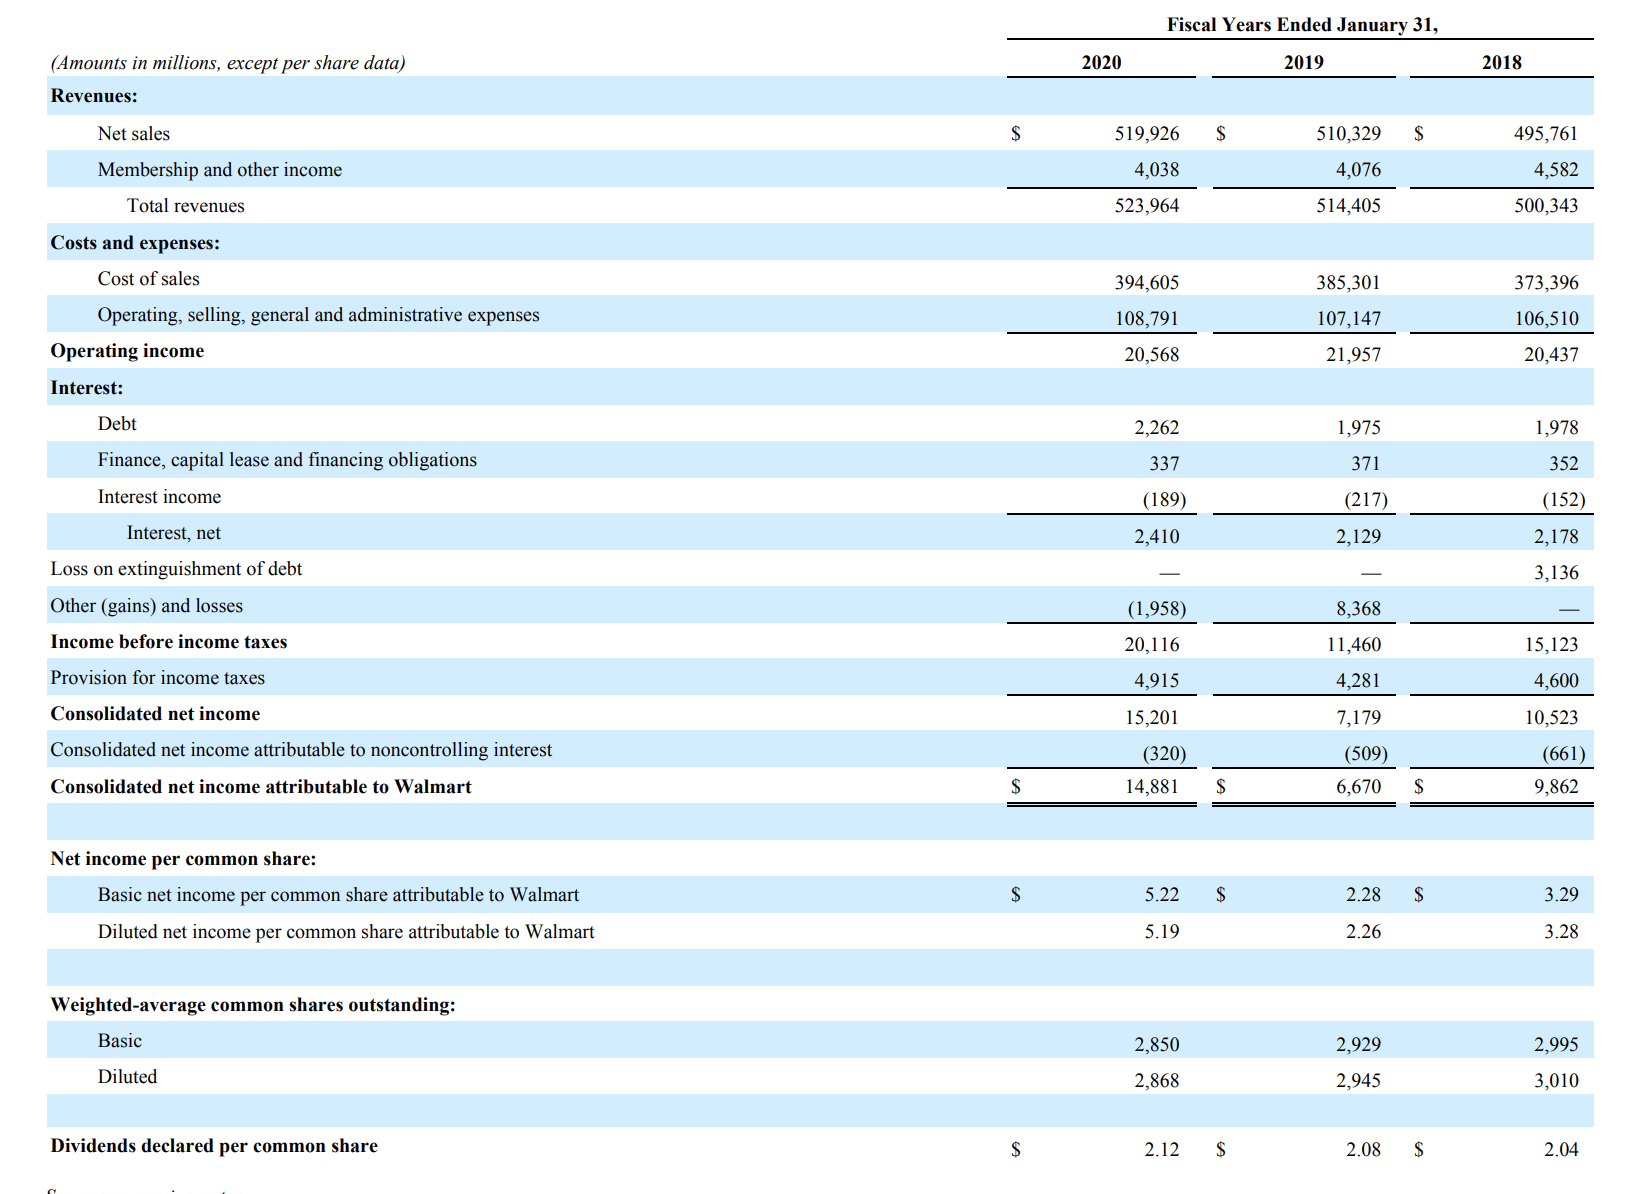 Fiscal Years Ended January 31,
(Amounts in millions, except per share data) 2020 2019 2018
Revenues:
Net sales $ 519,926 $ 510,329 $ 495,761
Membership and other income 4,038 4,076 4,582
Total revenues 523,964 514,405 500,343
Costs and expenses:
Cost of sales 394,605 385,301 373,396
Operating, selling, general and administrative expenses 108,791 107,147 106,510
Operating income 20,568 21,957 20,437
Interest:
Debt 2,262 1,975 1,978
Finance, capital lease and financing obligations 337 371 352
Interest income (189) (217) (152)
Interest, net 2,410 2,129 2,178
Loss on extinguishment of debt — — 3,136
Other (gains) and losses (1,958) 8,368 —
Income before income taxes 20,116 11,460 15,123
Provision for income taxes 4,915 4,281 4,600
Consolidated net income 15,201 7,179 10,523
Consolidated net income attributable to noncontrolling interest (320) (509) (661)
Consolidated net income attributable to Walmart $ 14,881 $ 6,670 $ 9,862
Net income per common share:
Basic net income per common share attributable to Walmart $ 5.22 $ 2.28 $ 3.29
Diluted net income per common share attributable to Walmart 5.19 2.26 3.28
Weighted-average common shares outstanding:
Basic 2,850 2,929 2,995
Diluted 2,868 2,945 3,010
Dividends declared per common share $ 2.12 $ 2.08 $ 2.04